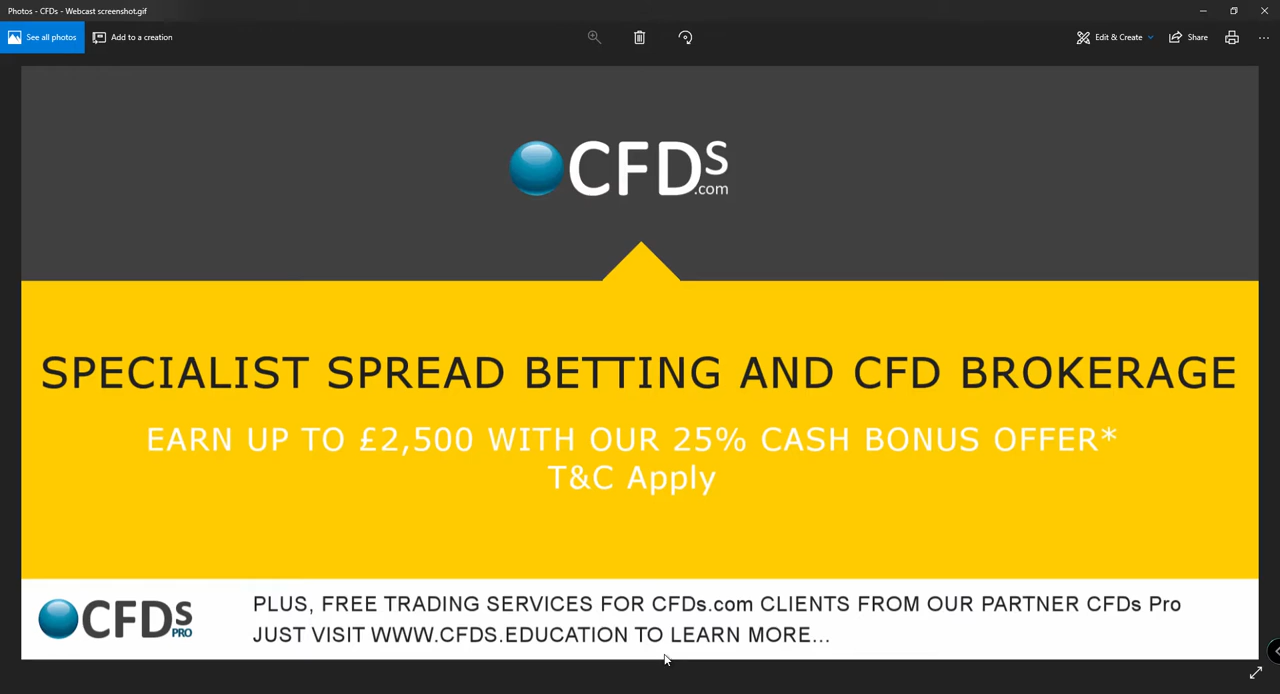 Photos - CFDs - Webcast screenshot.gif
See all photos
Add to a creation
Edit & Create
Share
CFDs
.com
SPECIALIST SPREAD BETTING AND CFD BROKERAGE
EARN UP TO £2,500 WITH OUR 25% CASH BONUS OFFER*
T&C Apply
CFDs
PRO
PLUS, FREE TRADING SERVICES FOR CFDs.com CLIENTS FROM OUR PARTNER CFDs Pro
JUST VISIT WWW.CFDS.EDUCATION TO LEARN MORE...